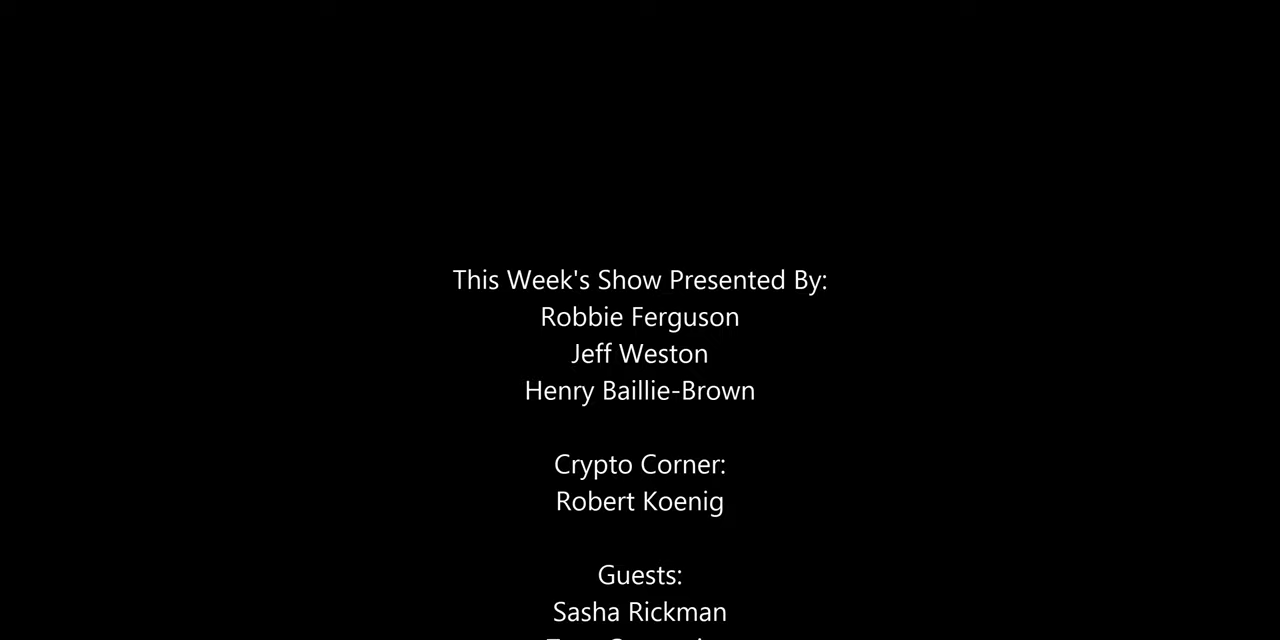 This Week's Show Presented By:
Robbie Ferguson
Jeff Weston
Henry Baillie-Brown
Crypto Corner:
Robert Koenig
Guests:
Sasha Rickman